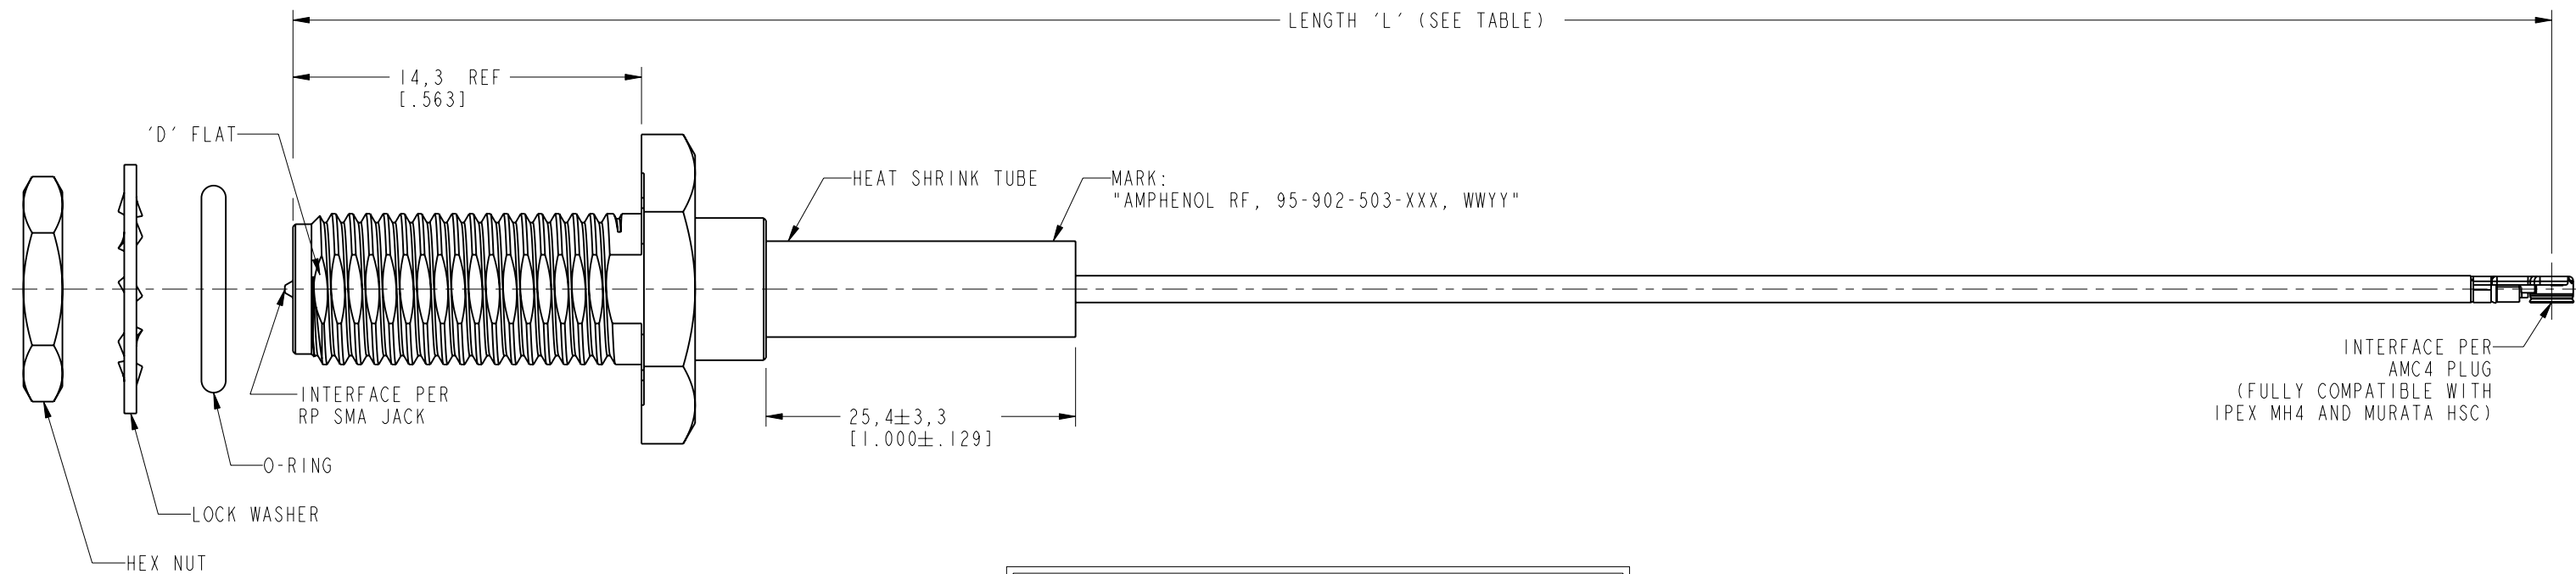 LENGTH 'L' (SEE TABLE)
14,3 REF
[.563]
'D' FLAT
HEAT SHRINK TUBE
MARK:
"AMPHENOL RF, 95-902-503-XXX, WWYY"
INTERFACE PER
RP SMA JACK
25,4±3,3
[1.000±.129]
INTERFACE PER
AMC4 PLUG
(FULLY COMPATIBLE WITH
IPEX MH4 AND MURATA HSC)
O-RING
LOCK WASHER
HEX NUT